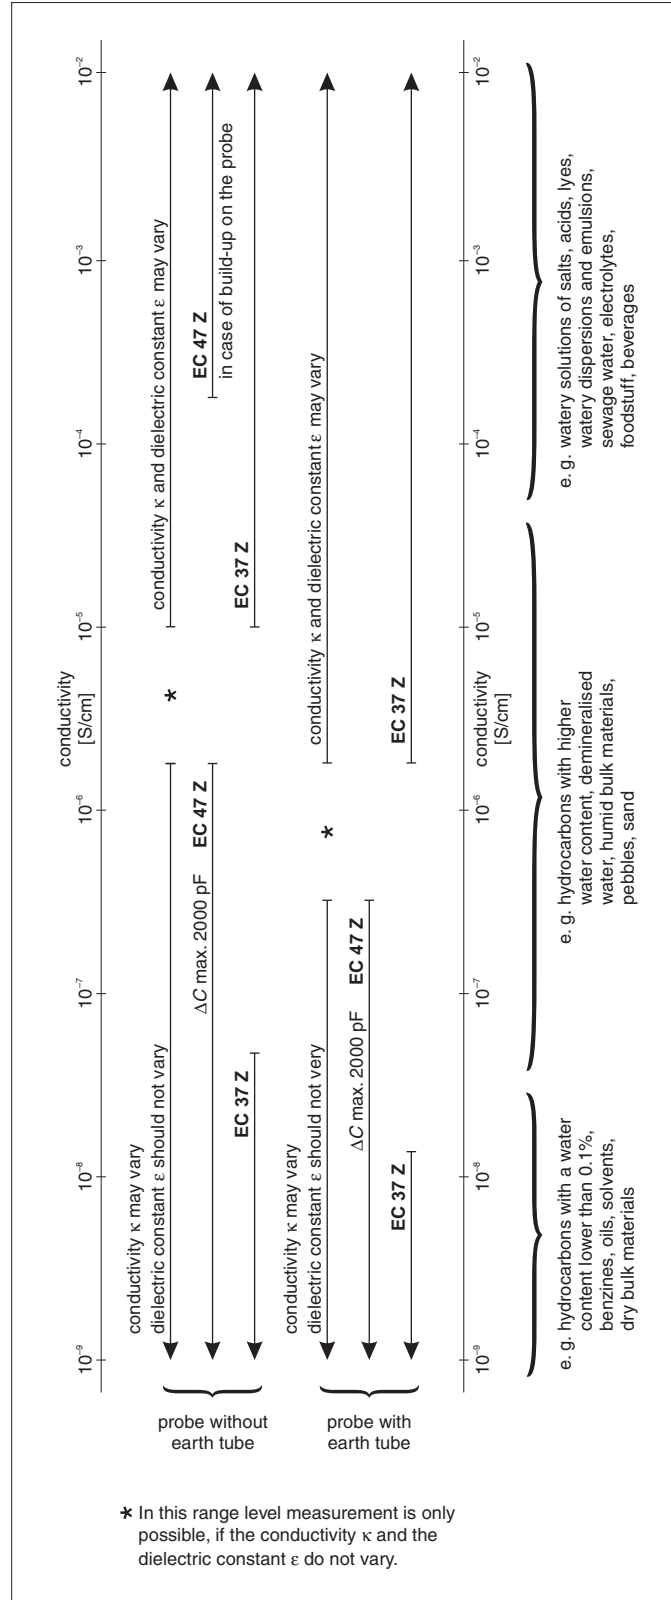 conductivity
[S/cm]
10⁻⁹
10⁻⁸
10⁻⁷
10⁻⁶
10⁻⁵
10⁻⁴
10⁻³
10⁻²
conductivity κ may vary
dielectric constant ε should not vary
*
conductivity κ and dielectric constant ε may vary
ΔC max. 2000 pF EC 47 Z
EC 47 Z
in case of build-up on the probe
EC 37 Z
EC 37 Z
probe without
earth tube
conductivity κ may vary
dielectric constant ε should not very
*
conductivity κ and dielectric constant ε may vary
ΔC max. 2000 pF EC 47 Z
EC 37 Z
EC 37 Z
probe with
earth tube
10⁻⁹
10⁻⁸
10⁻⁷
10⁻⁶
10⁻⁵
10⁻⁴
10⁻³
10⁻²
conductivity
[S/cm]
e. g. hydrocarbons with a water
content lower than 0.1%,
benzines, oils, solvents,
dry bulk materials
e. g. hydrocarbons with higher
water content, demineralised
water, humid bulk materials,
pebbles, sand
e. g. watery solutions of salts, acids, lyes,
watery dispersions and emulsions,
sewage water, electrolytes,
foodstuff, beverages
* In this range level measurement is only
possible, if the conductivity κ and the
dielectric constant ε do not vary.